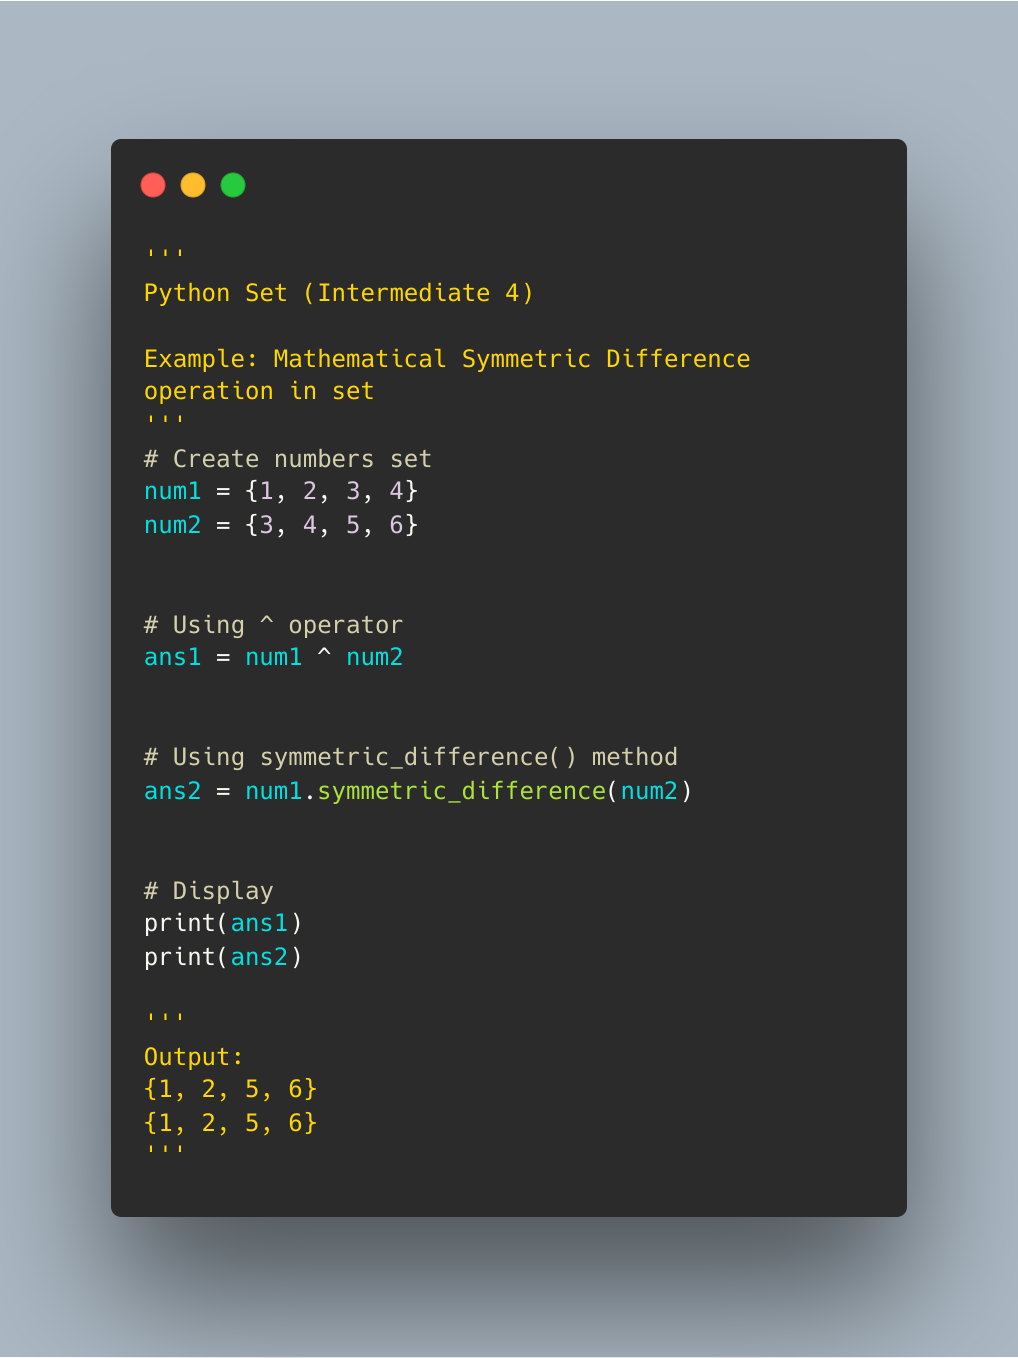 '''
Python Set (Intermediate 4)
Example: Mathematical Symmetric Difference
operation in set
'''
# Create numbers set
num1 = {1, 2, 3, 4}
num2 = {3, 4, 5, 6}
# Using ^ operator
ans1 = num1 ^ num2
# Using symmetric_difference() method
ans2 = num1.symmetric_difference(num2)
# Display
print(ans1)
print(ans2)
'''
Output:
{1, 2, 5, 6}
{1, 2, 5, 6}
'''